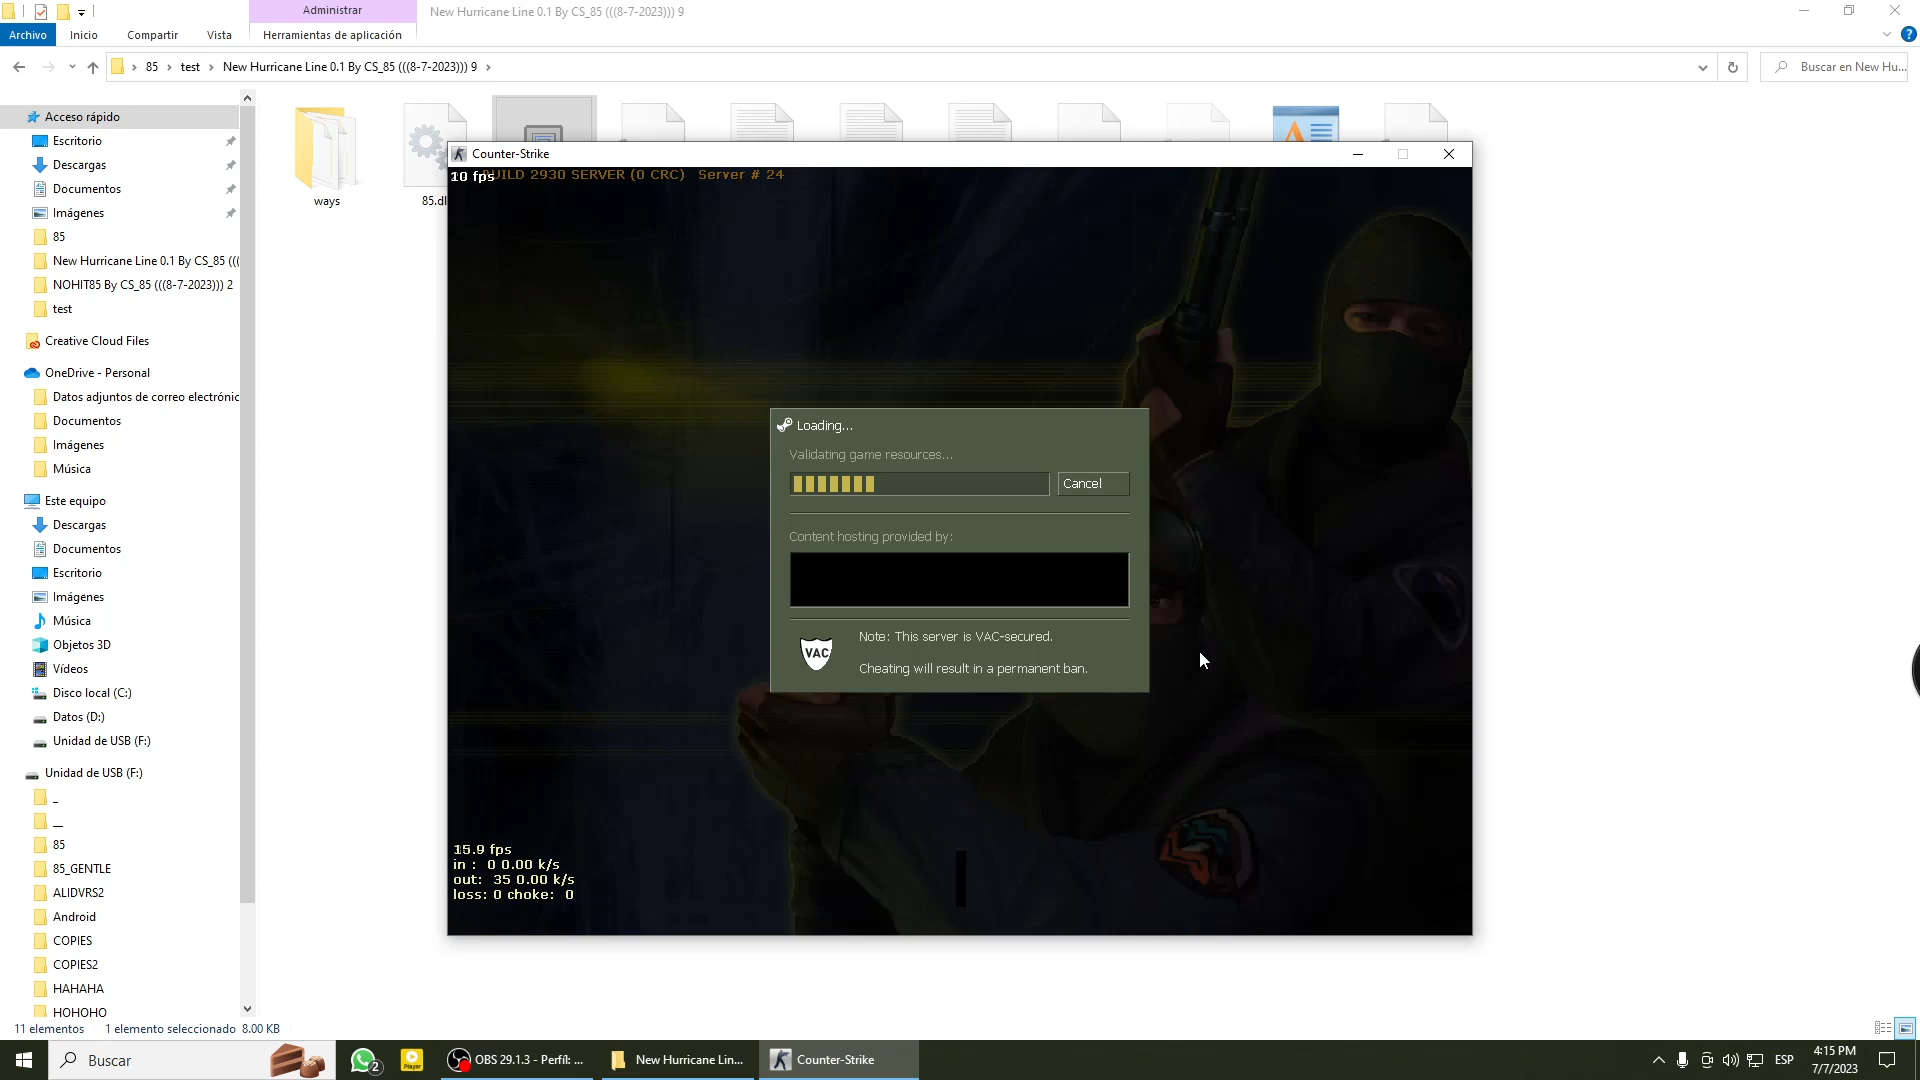 Administrar
New Hurricane Line 0.1 By CS_85 (((8-7-2023))) 9
Archivo
Inicio
Compartir
Vista
Herramientas de aplicación
85
test
New Hurricane Line 0.1 By CS_85 (((8-7-2023))) 9
Buscar en New Hu...
Acceso rápido
Escritorio
Descargas
Documentos
Imágenes
85
New Hurricane Line 0.1 By CS_85 (((
NOHIT85 By CS_85 (((8-7-2023))) 2
test
Creative Cloud Files
OneDrive - Personal
Datos adjuntos de correo electrónic
Documentos
Imágenes
Música
Este equipo
Descargas
Documentos
Escritorio
Imágenes
Música
Objetos 3D
Vídeos
Disco local (C:)
Datos (D:)
Unidad de USB (F:)
Unidad de USB (F:)
_
__
85
85_GENTLE
ALIDVRS2
Android
COPIES
COPIES2
HAHAHA
HOHOHO
ways
85.dl
Counter-Strike
10 fps
UILD 2930 SERVER (0 CRC) Server # 24
Loading...
Validating game resources...
Cancel
Content hosting provided by:
VAC
Note: This server is VAC-secured.
Cheating will result in a permanent ban.
15.9 fps
in : 0 0.00 k/s
out: 35 0.00 k/s
loss: 0 choke: 0
11 elementos
1 elemento seleccionado 8.00 KB
Buscar
2
Player
OBS 29.1.3 - Perfil: ...
New Hurricane Lin...
Counter-Strike
ESP
4:15 PM
7/7/2023